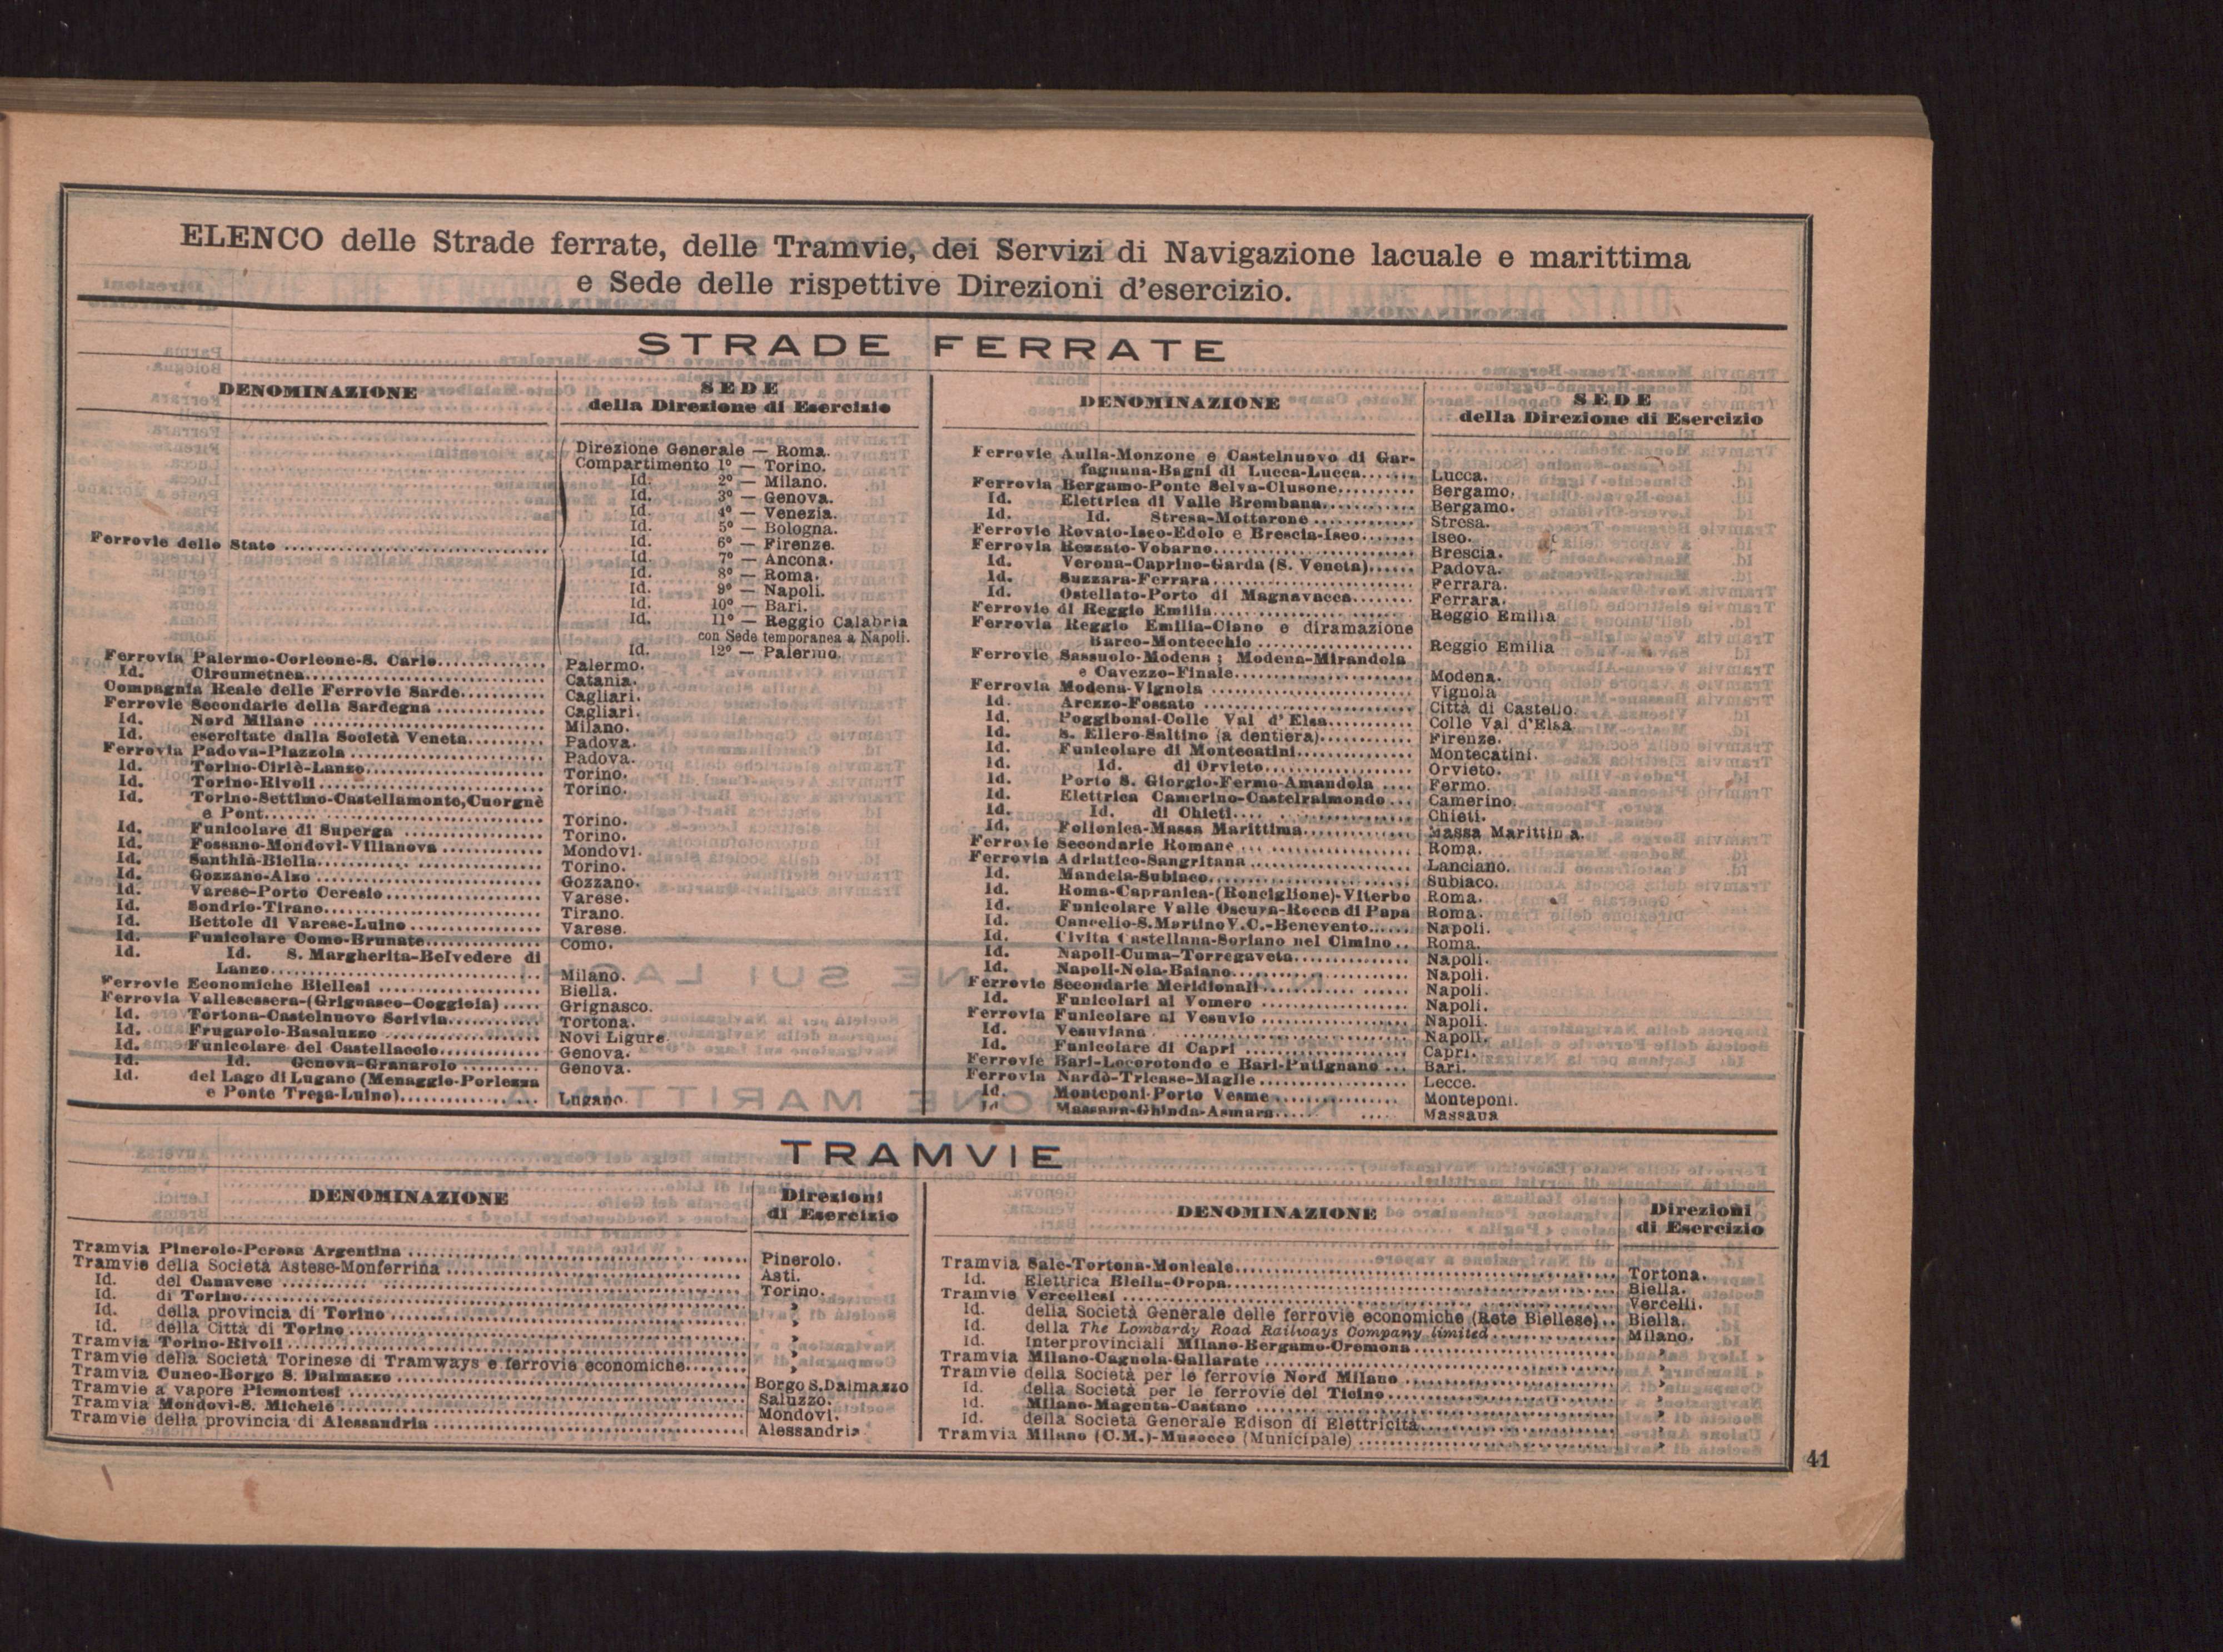 ELENCO delle Strade ferrate, delle Tramvie, dei Servizi di Navigazione lacuale e marittima
e Sede delle rispettive Direzioni d'esercizio.
STRADE FERRATE
DENOMINAZIONE
SEDE
della Direzione di Esercizio
Ferrovie dello Stato
Direzione Generale — Roma.
Compartimento 1º — Torino.
Id. 2º — Milano.
Id. 3º — Genova.
Id. 4º — Venezia.
Id. 5º — Bologna.
Id. 6º — Firenze.
Id. 7º — Ancona.
Id. 8º — Roma.
Id. 9º — Napoli.
Id. 10º — Bari.
Id. 11º — Reggio Calabria
con Sede temporanea a Napoli.
Id. 12º — Palermo.
Ferrovia Palermo-Corleone-S. Carlo Palermo.
Id. Circumetnea Catania.
Compagnia Reale delle Ferrovie Sarde Cagliari.
Ferrovie Secondarie della Sardegna Cagliari.
Id. Nord Milano Milano.
Id. esercitate dalla Società Veneta Padova.
Ferrovia Padova-Piazzola Padova.
Id. Torino-Ciriè-Lanzo Torino.
Id. Torino-Rivoli Torino.
Id. Torino-Settimo-Castellamonte, Cuorgnè
e Pont Torino.
Id. Funicolare di Superga Torino.
Id. Fossano-Mondovì-Villanova Mondovì.
Id. Santhià-Biella Torino.
Id. Gozzano-Alzo Gozzano.
Id. Varese-Porto Ceresio Varese.
Id. Sondrio-Tirano Tirano.
Id. Bettole di Varese-Luino Varese.
Id. Funicolare Como-Brunate Como.
Id. Id. S. Margherita-Belvedere di
Lanzo Milano.
Ferrovie Economiche Biellesi Biella.
Ferrovia Vallesessera-(Grignasco-Coggiola) Grignasco.
Id. Tortona-Castelnuovo Scrivia Tortona.
Id. Frugarolo-Basaluzzo Novi Ligure
Id. Funicolare del Castellaccio Genova.
Id. Id. Genova-Granarolo Genova.
Id. del Lago di Lugano (Menaggio-Porlezza
e Ponte Tresa-Luino) Lugano.
DENOMINAZIONE
SEDE
della Direzione di Esercizio
Ferrovie Aulla-Monzone e Castelnuovo di Gar-
fagnana-Bagni di Lucca-Lucca Lucca.
Ferrovia Bergamo-Ponte Selva-Clusone Bergamo.
Id. Elettrica di Valle Brembana Bergamo.
Id. Id. Stresa-Mottarone Stresa.
Ferrovie Rovato-Iseo-Edolo e Brescia-Iseo Iseo.
Ferrovia Rezzato-Vobarno Brescia.
Id. Verona-Caprino-Garda (S. Veneta) Padova.
Id. Suzzara-Ferrara Ferrara.
Id. Ostellato-Porto di Magnavacca Ferrara.
Ferrovie di Reggio Emilia Reggio Emilia
Ferrovia Reggio Emilia-Ciano e diramazione
Barco-Montecchio Reggio Emilia
Ferrovie Sassuolo-Modena ; Modena-Mirandola
e Cavezzo-Finale Modena.
Ferrovia Modena-Vignola Vignola
Id. Arezzo-Fossato Città di Castello.
Id. Poggibonsi-Colle Val d'Elsa Colle Val d'Elsa
Id. S. Ellero-Saltino (a dentiera) Firenze.
Id. Funicolare di Montecatini Montecatini.
Id. Id. di Orvieto Orvieto.
Id. Porto S. Giorgio-Fermo-Amandola Fermo.
Id. Elettrica Camerino-Castelraimondo Camerino.
Id. Id. di Chieti Chieti.
Id. Follonica-Massa Marittima Massa Marittima.
Ferrovie Secondarie Romane Roma.
Ferrovia Adriatico-Sangritana Lanciano.
Id. Mandela-Subiaco Subiaco.
Id. Roma-Capranica-(Ronciglione)-Viterbo Roma.
Id. Funicolare Valle Oscura-Rocca di Papa Roma.
Id. Cancello-S. Martino V. C.-Benevento Napoli.
Id. Civita Castellana-Soriano nel Cimino Roma.
Id. Napoli-Cuma-Torregaveta Napoli.
Id. Napoli-Nola-Baiano Napoli.
Ferrovie Secondarie Meridionali Napoli.
Id. Funicolari al Vomero Napoli.
Ferrovia Funicolare al Vesuvio Napoli.
Id. Vesuviana Napoli.
Id. Funicolare di Capri Capri.
Ferrovie Bari-Locorotondo e Bari-Putignano Bari.
Ferrovia Nardò-Tricase-Maglie Lecce.
Id. Monteponi-Porto Vesme Monteponi.
Id. Massaua-Ghinda-Asmara Massaua
TRAMVIE
DENOMINAZIONE
Direzioni
di Esercizio
Tramvia Pinerolo-Perosa Argentina Pinerolo.
Tramvie della Società Astese-Monferrina Asti.
Id. del Canavese Torino.
Id. di Torino »
Id. della provincia di Torino »
Id. della Città di Torino »
Tramvia Torino-Rivoli »
Tramvie della Società Torinese di Tramways e ferrovie economiche »
Tramvia Cuneo-Borgo S. Dalmazzo Borgo S. Dalmazzo
Tramvie a vapore Piemontesi Saluzzo.
Tramvia Mondovì-S. Michele Mondovì.
Tramvie della provincia di Alessandria Alessandria
DENOMINAZIONE
Direzioni
di Esercizio
Tramvia Sale-Tortona-Monleale Tortona.
Id. Elettrica Biella-Oropa Biella.
Tramvie Vercellesi Vercelli.
Id. della Società Generale delle ferrovie economiche (Rete Biellese) Biella.
Id. della The Lombardy Road Railways Company limited Milano.
Id. Interprovinciali Milano-Bergamo-Cremona »
Tramvia Milano-Cagnola-Gallarate »
Tramvie della Società per le ferrovie Nord Milano »
Id. della Società per le ferrovie del Ticino »
Id. Milano-Magenta-Castano »
Id. della Società Generale Edison di Elettricità »
Tramvia Milano (C.M.)-Musocco (Municipale) »
41